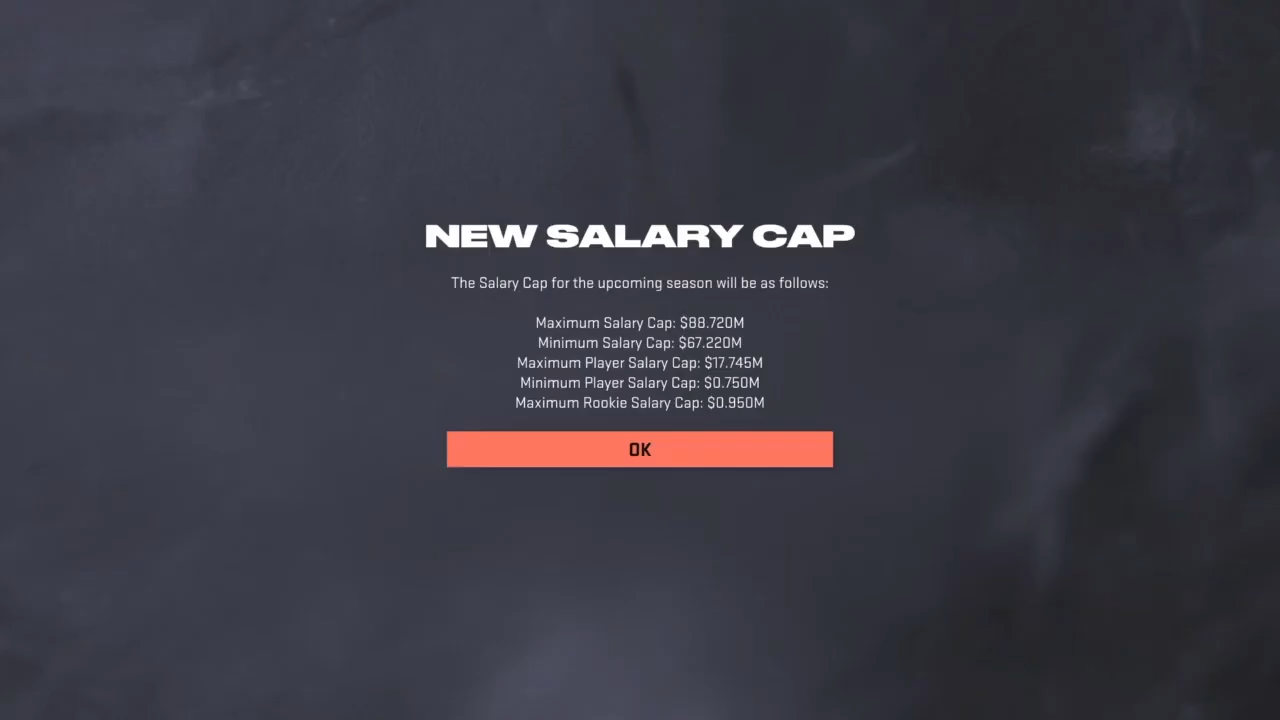 NEW SALARY CAP
The Salary Cap for the upcoming season will be as follows:
Maximum Salary Cap: $88.720M
Minimum Salary Cap: $67.220M
Maximum Player Salary Cap: $17.745M
Minimum Player Salary Cap: $0.750M
Maximum Rookie Salary Cap: $0.950M
OK